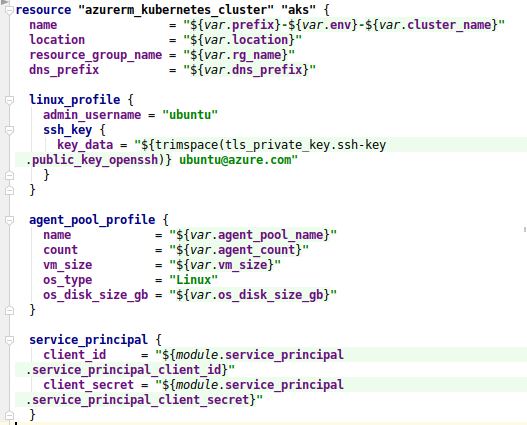 resource "azurerm_kubernetes_cluster" "aks" {
  name                = "${var.prefix}-${var.env}-${var.cluster_name}"
  location            = "${var.location}"
  resource_group_name = "${var.rg_name}"
  dns_prefix          = "${var.dns_prefix}"

  linux_profile {
    admin_username = "ubuntu"
    ssh_key {
      key_data = "${trimspace(tls_private_key.ssh-key
  .public_key_openssh)} ubuntu@azure.com"
    }
  }

  agent_pool_profile {
    name            = "${var.agent_pool_name}"
    count           = "${var.agent_count}"
    vm_size         = "${var.vm_size}"
    os_type         = "Linux"
    os_disk_size_gb = "${var.os_disk_size_gb}"
  }

  service_principal {
    client_id     = "${module.service_principal
  .service_principal_client_id}"
    client_secret = "${module.service_principal
  .service_principal_client_secret}"
  }